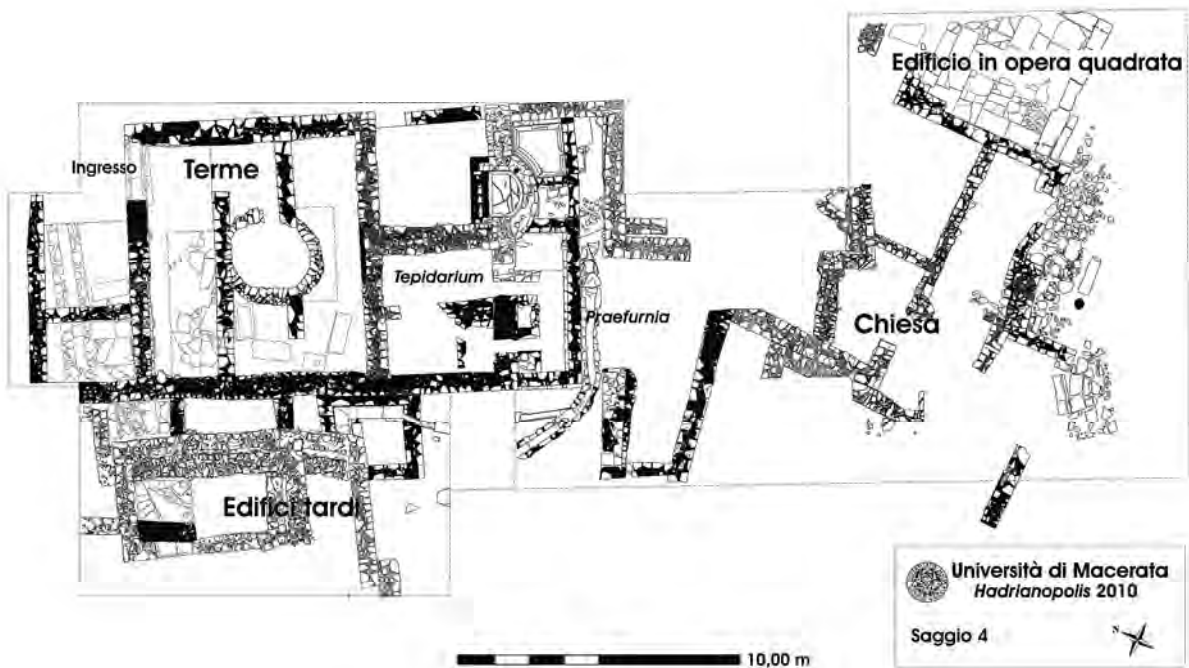 Edificio in opera quadrata
Ingresso
Terme
Tepidarium
Praefurnia
Chiesa
Edifici tardi
Università di Macerata
Hadrianopolis 2010
Saggio 4
N
10,00 m